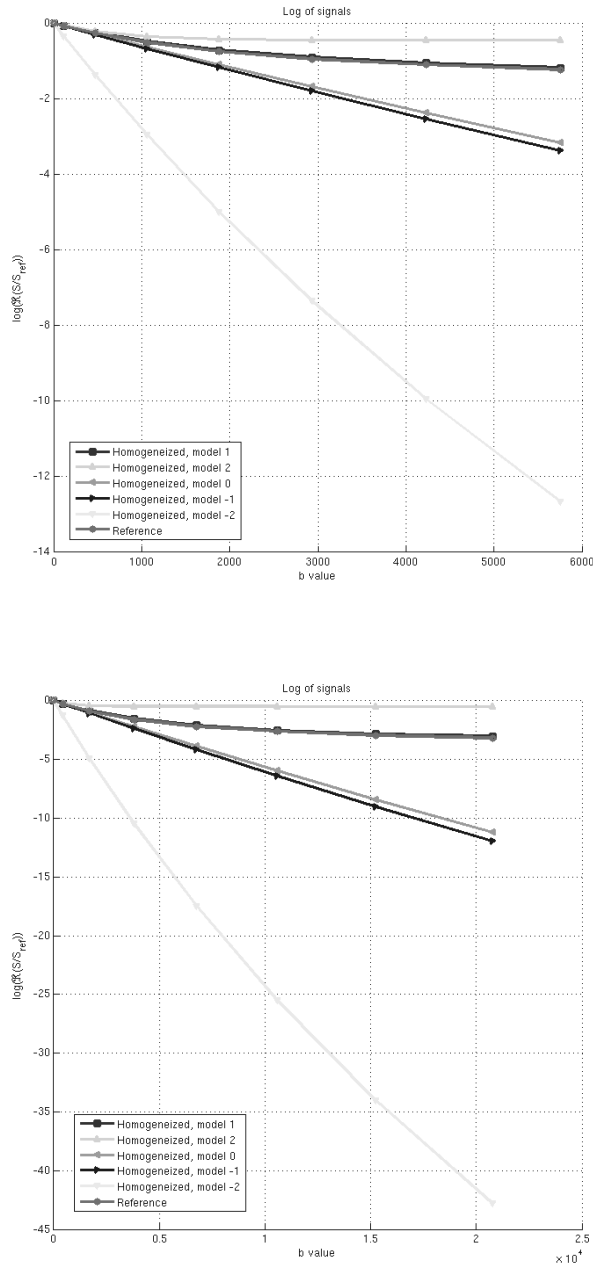 Log of signals
0
-2
-4
-6
-8
-10
-12
-14
log(ℜ(S/S_ref))
Homogeneized, model 1
Homogeneized, model 2
Homogeneized, model 0
Homogeneized, model -1
Homogeneized, model -2
Reference
0 1000 2000 3000 4000 5000 6000
b value
Log of signals
0
-5
-10
-15
-20
-25
-30
-35
-40
-45
log(ℜ(S/S_ref))
Homogeneized, model 1
Homogeneized, model 2
Homogeneized, model 0
Homogeneized, model -1
Homogeneized, model -2
Reference
0 0.5 1 1.5 2 2.5
b value
× 10^4